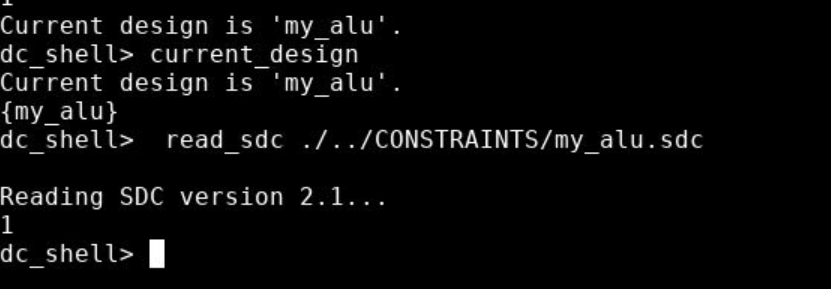 1
Current design is 'my_alu'.
dc_shell> current_design
Current design is 'my_alu'.
{my_alu}
dc_shell>  read_sdc ./../CONSTRAINTS/my_alu.sdc
Reading SDC version 2.1...
1
dc_shell>